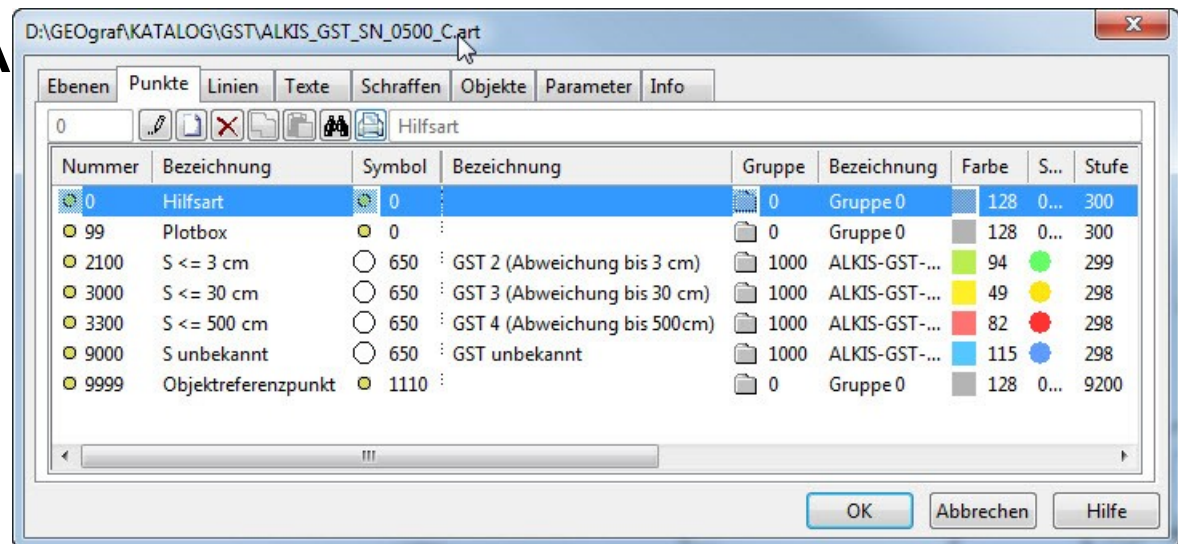 D:\GEOgraf\KATALOG\GST\ALKIS_GST_SN_0500_C.art
A
Ebenen Punkte Linien Texte Schraffen Objekte Parameter Info
0 Hilfsart
Nummer Bezeichnung Symbol Bezeichnung Gruppe Bezeichnung Farbe S... Stufe
0 Hilfsart 0 0 Gruppe 0 128 0... 300
99 Plotbox 0 0 Gruppe 0 128 0... 300
2100 S <= 3 cm 650 GST 2 (Abweichung bis 3 cm) 1000 ALKIS-GST-... 94 299
3000 S <= 30 cm 650 GST 3 (Abweichung bis 30 cm) 1000 ALKIS-GST-... 49 298
3300 S <= 500 cm 650 GST 4 (Abweichung bis 500cm) 1000 ALKIS-GST-... 82 298
9000 S unbekannt 650 GST unbekannt 1000 ALKIS-GST-... 115 298
9999 Objektreferenzpunkt 1110 0 Gruppe 0 128 0... 9200
OK Abbrechen Hilfe